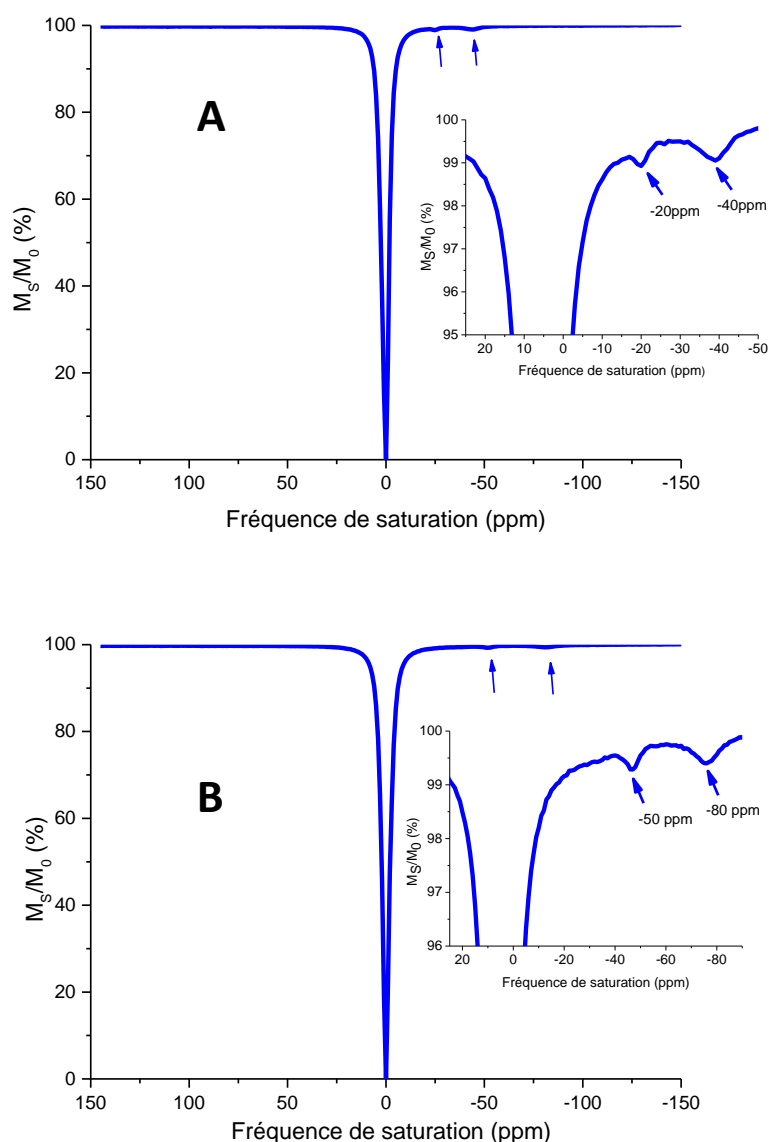 100
80
60
40
20
0
150 100 50 0 -50 -100 -150
M_S/M_0 (%)
Fréquence de saturation (ppm)
A
100
99
98
97
96
95
20 10 0 -10 -20 -30 -40 -50
M_S/M_0 (%)
Fréquence de saturation (ppm)
-20ppm
-40ppm
100
80
60
40
20
0
150 100 50 0 -50 -100 -150
M_S/M_0 (%)
Fréquence de saturation (ppm)
B
100
99
98
97
96
20 0 -20 -40 -60 -80
M_S/M_0 (%)
Fréquence de saturation (ppm)
-50 ppm
-80 ppm